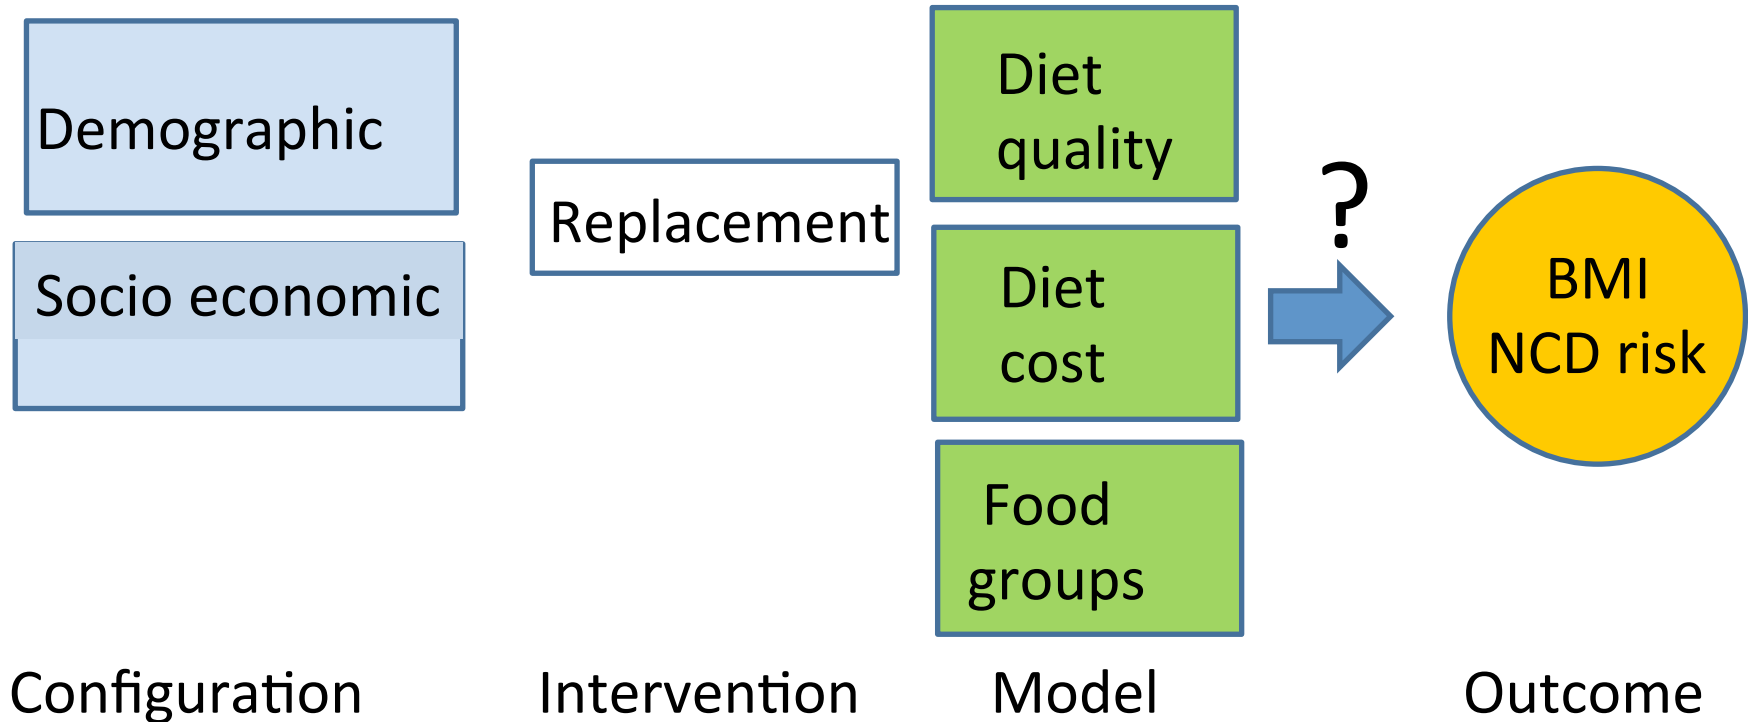 Demographic
Socio economic
Replacement
Diet
quality
Diet
cost
Food
groups
?
BMI
NCD risk
Configuration
Intervention
Model
Outcome